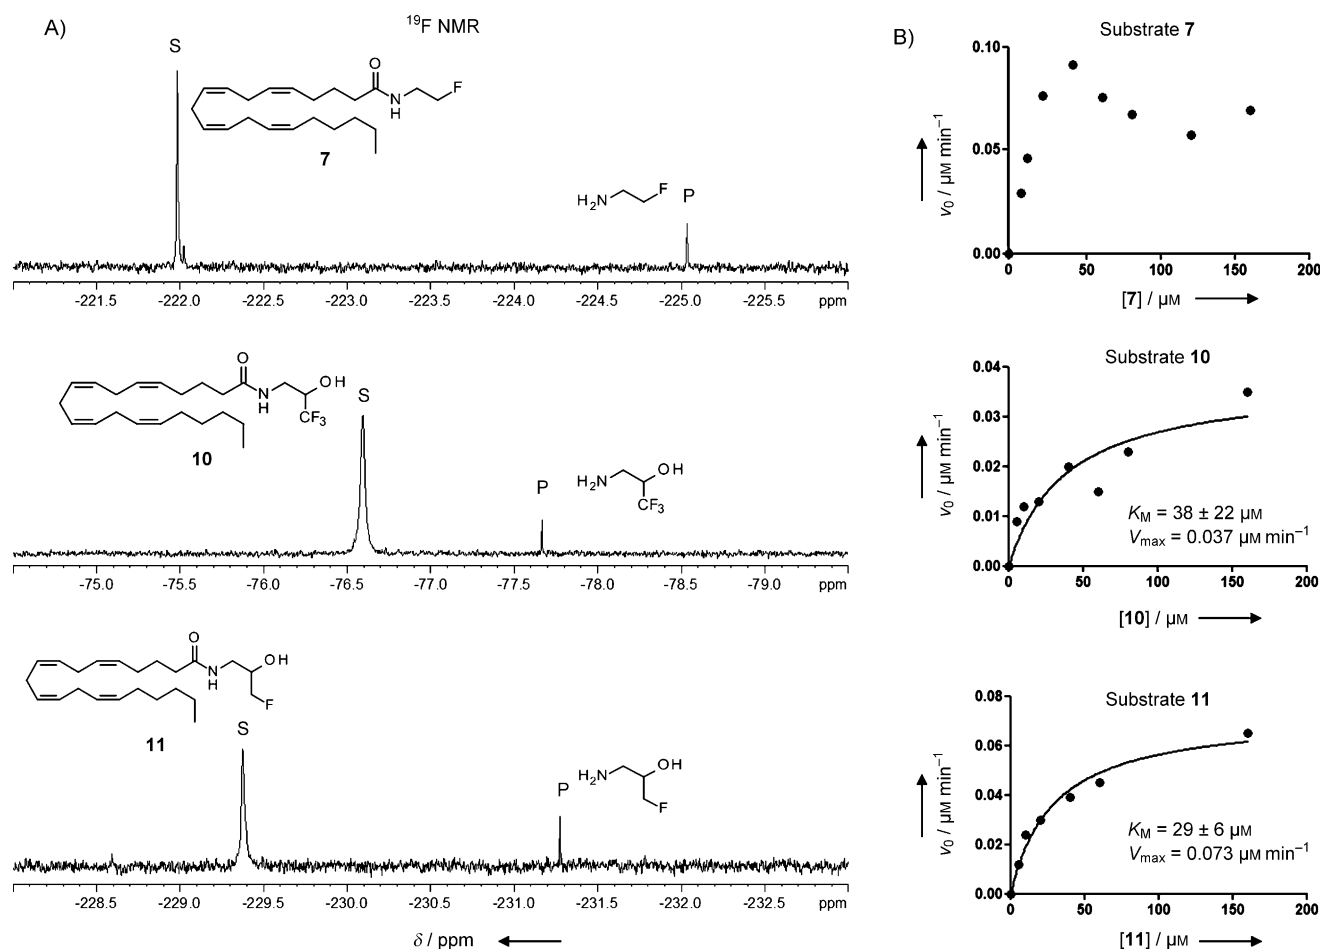 A)
¹⁹F NMR
S
O
N
H
F
7
H₂N
F
P
-221.5 -222.0 -222.5 -223.0 -223.5 -224.0 -224.5 -225.0 -225.5 ppm
O
N
H
OH
CF₃
10
S
P
H₂N
OH
CF₃
-75.0 -75.5 -76.0 -76.5 -77.0 -77.5 -78.0 -78.5 -79.0 ppm
O
N
H
OH
F
11
S
P
H₂N
OH
F
-228.5 -229.0 -229.5 -230.0 -230.5 -231.0 -231.5 -232.0 -232.5 ppm
δ / ppm
B)
Substrate 7
0.10
0.05
0.00
v₀ / µM min⁻¹
0 50 100 150 200
[7] / µM
Substrate 10
0.04
0.03
0.02
0.01
0.00
v₀ / µM min⁻¹
K_M = 38 ± 22 µM
V_max = 0.037 µM min⁻¹
0 50 100 150 200
[10] / µM
Substrate 11
0.08
0.06
0.04
0.02
0.00
v₀ / µM min⁻¹
K_M = 29 ± 6 µM
V_max = 0.073 µM min⁻¹
0 50 100 150 200
[11] / µM